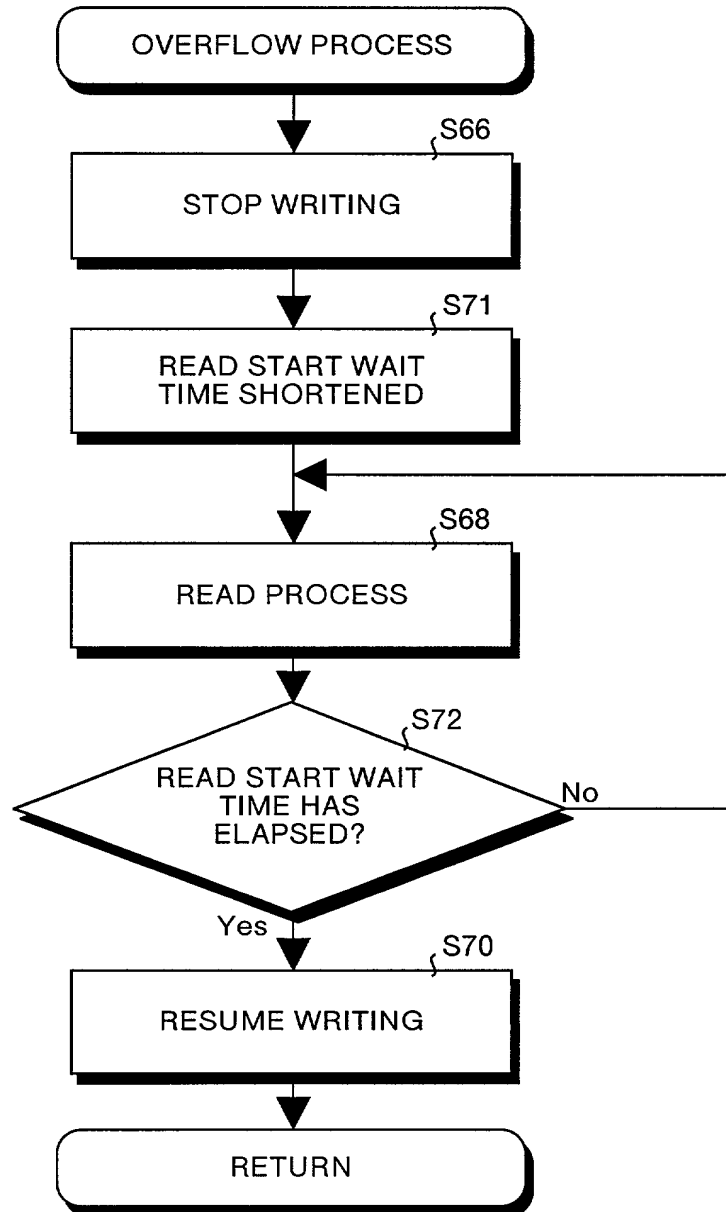 OVERFLOW PROCESS
S66
STOP WRITING
S71
READ START WAIT
TIME SHORTENED
S68
READ PROCESS
S72
READ START WAIT
TIME HAS
ELAPSED?
No
Yes
S70
RESUME WRITING
RETURN